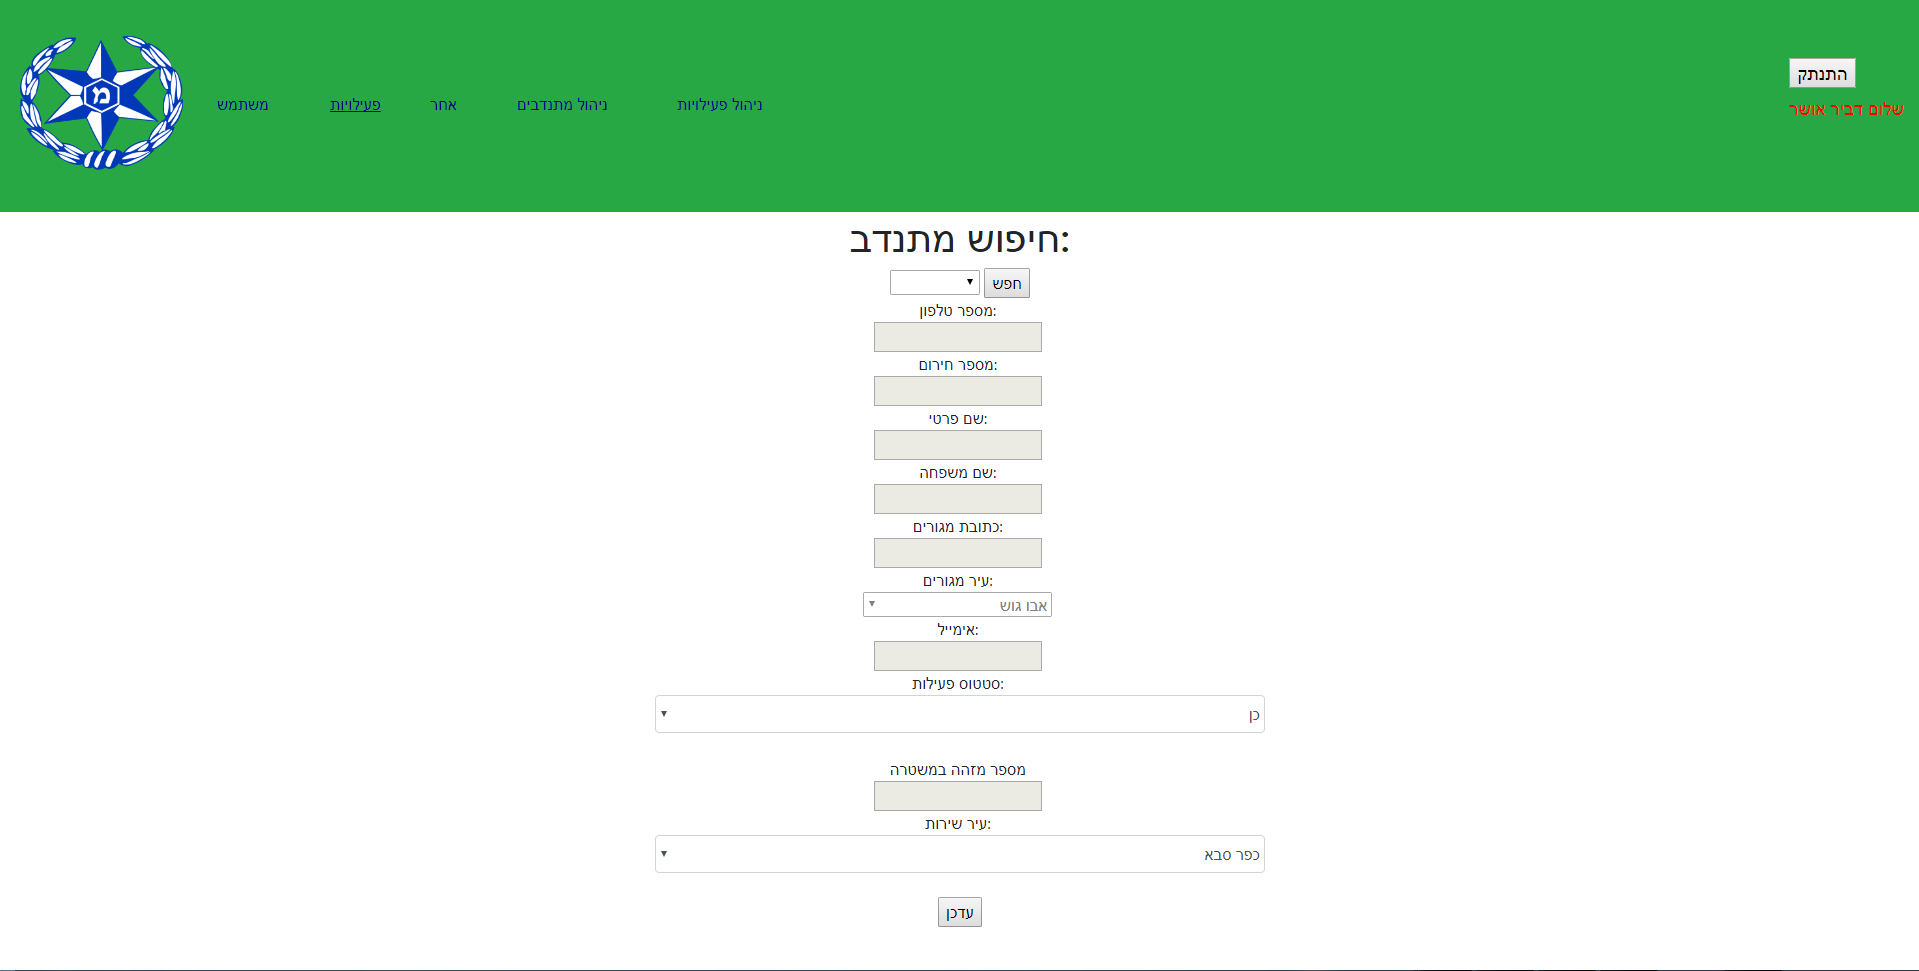 התנתק
שלום דביר אושר
משתמש
פעילויות
אחר
ניהול מתנדבים
ניהול פעילויות
מ
חיפוש מתנדב:
חפש
מספר טלפון:
מספר חירום:
שם פרטי:
שם משפחה:
כתובת מגורים:
עיר מגורים:
אבו גוש
אימייל:
סטטוס פעילות:
כן
מספר מזהה במשטרה
עיר שירות:
כפר סבא
עדכן